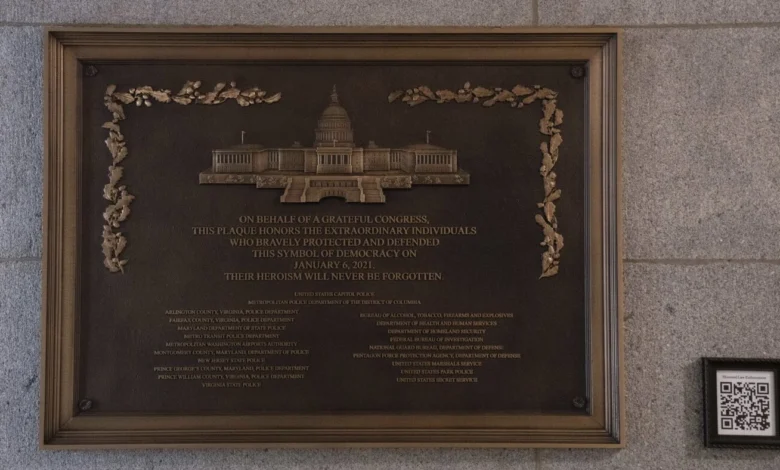 ON BEHALF OF A GRATEFUL CONGRESS,
THIS PLAQUE HONORS THE EXTRAORDINARY INDIVIDUALS
WHO BRAVELY PROTECTED AND DEFENDED
THIS SYMBOL OF DEMOCRACY ON
JANUARY 6, 2021.
THEIR HEROISM WILL NEVER BE FORGOTTEN.
UNITED STATES CAPITOL POLICE
METROPOLITAN POLICE DEPARTMENT OF THE DISTRICT OF COLUMBIA
ARLINGTON COUNTY, VIRGINIA, POLICE DEPARTMENT
FAIRFAX COUNTY, VIRGINIA, POLICE DEPARTMENT
MARYLAND DEPARTMENT OF STATE POLICE
METRO TRANSIT POLICE DEPARTMENT
METROPOLITAN WASHINGTON AIRPORTS AUTHORITY
MONTGOMERY COUNTY, MARYLAND, DEPARTMENT OF POLICE
NEW JERSEY STATE POLICE
PRINCE GEORGE'S COUNTY, MARYLAND, POLICE DEPARTMENT
PRINCE WILLIAM COUNTY, VIRGINIA, POLICE DEPARTMENT
VIRGINIA STATE POLICE
BUREAU OF ALCOHOL, TOBACCO, FIREARMS AND EXPLOSIVES
DEPARTMENT OF HEALTH AND HUMAN SERVICES
DEPARTMENT OF HOMELAND SECURITY
FEDERAL BUREAU OF INVESTIGATION
NATIONAL GUARD BUREAU, DEPARTMENT OF DEFENSE
PENTAGON FORCE PROTECTION AGENCY, DEPARTMENT OF DEFENSE
UNITED STATES MARSHALS SERVICE
UNITED STATES PARK POLICE
UNITED STATES SECRET SERVICE